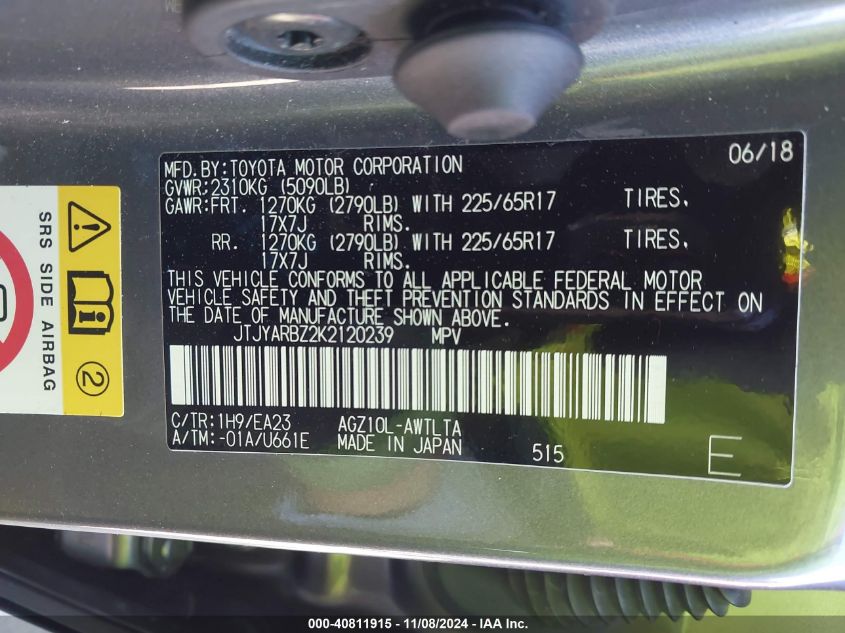 MFD.BY:TOYOTA MOTOR CORPORATION 06/18
GVWR:2310KG (5090LB)
GAWR:FRT. 1270KG (2790LB) WITH 225/65R17 TIRES.
17X7J RIMS.
RR. 1270KG (2790LB) WITH 225/65R17 TIRES.
17X7J RIMS.
THIS VEHICLE CONFORMS TO ALL APPLICABLE FEDERAL MOTOR
VEHICLE SAFETY AND THEFT PREVENTION STANDARDS IN EFFECT ON
THE DATE OF MANUFACTURE SHOWN ABOVE.
JTJYARBZ2K2120239 MPV
C/TR:1H9/EA23 AGZ10L-AWTLTA
A/TM:-01A/U661E MADE IN JAPAN 515 E
SRS SIDE AIRBAG
2
000-40811915 - 11/08/2024 - IAA Inc.